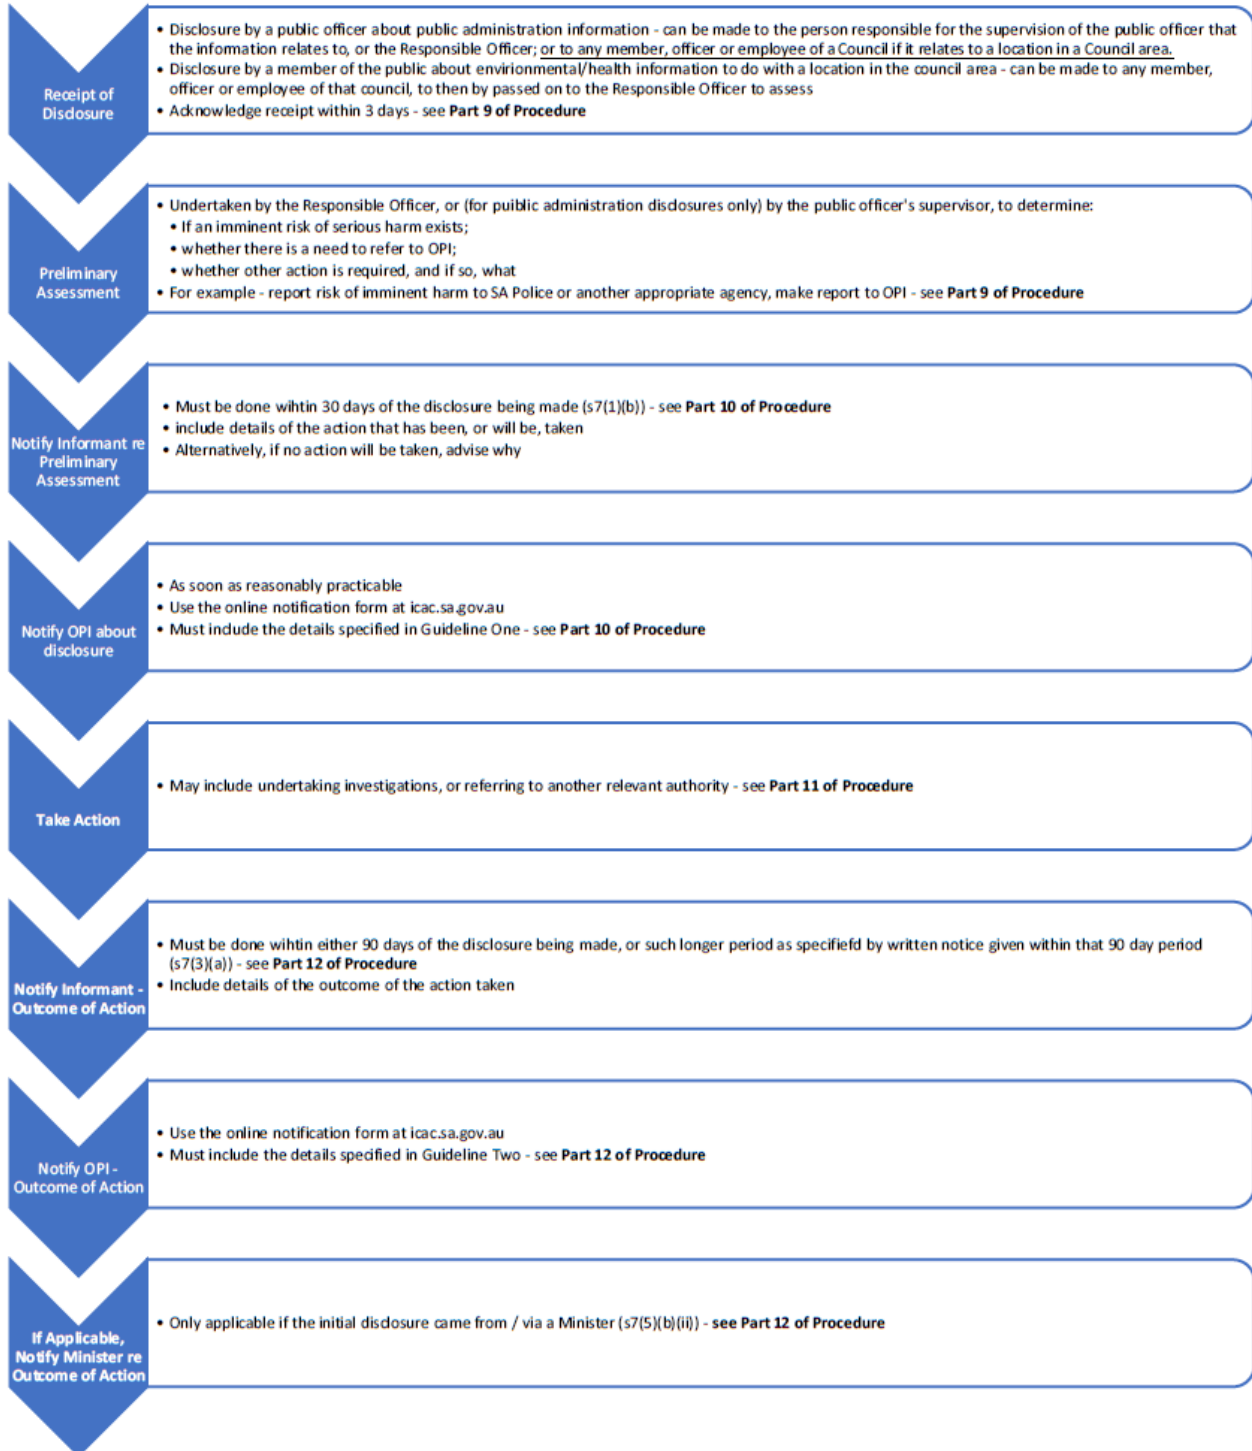 Receipt of
Disclosure
• Disclosure by a public officer about public administration information - can be made to the person responsible for the supervision of the public officer that
the information relates to, or the Responsible Officer; or to any member, officer or employee of a Council if it relates to a location in a Council area.
• Disclosure by a member of the public about envirionmental/health information to do with a location in the council area - can be made to any member,
officer or employee of that council, to then by passed on to the Responsible Officer to assess
• Acknowledge receipt within 3 days - see Part 9 of Procedure
Preliminary
Assessment
• Undertaken by the Responsible Officer, or (for puiblic administration disclosures only) by the public officer's supervisor, to determine:
• If an imminent risk of serious harm exists;
• whether there is a need to refer to OPI;
• whether other action is required, and if so, what
• For example - report risk of imminent harm to SA Police or another appropriate agency, make report to OPI - see Part 9 of Procedure
Notify Informant re
Preliminary
Assessment
• Must be done wihtin 30 days of the disclosure being made (s7(1)(b)) - see Part 10 of Procedure
• include details of the action that has been, or will be, taken
• Alternatively, if no action will be taken, advise why
Notify OPI about
disclosure
• As soon as reasonably practicable
• Use the online notification form at icac.sa.gov.au
• Must include the details specified in Guideline One - see Part 10 of Procedure
Take Action
• May include undertaking investigations, or referring to another relevant authority - see Part 11 of Procedure
Notify Informant -
Outcome of Action
• Must be done wihtin either 90 days of the disclosure being made, or such longer period as specifiefd by written notice given within that 90 day period
(s7(3)(a)) - see Part 12 of Procedure
• Include details of the outcome of the action taken
Notify OPI -
Outcome of Action
• Use the online notification form at icac.sa.gov.au
• Must include the details specified in Guideline Two - see Part 12 of Procedure
If Applicable,
Notify Minister re
Outcome of Action
• Only applicable if the initial disclosure came from / via a Minister (s7(5)(b)(ii)) - see Part 12 of Procedure